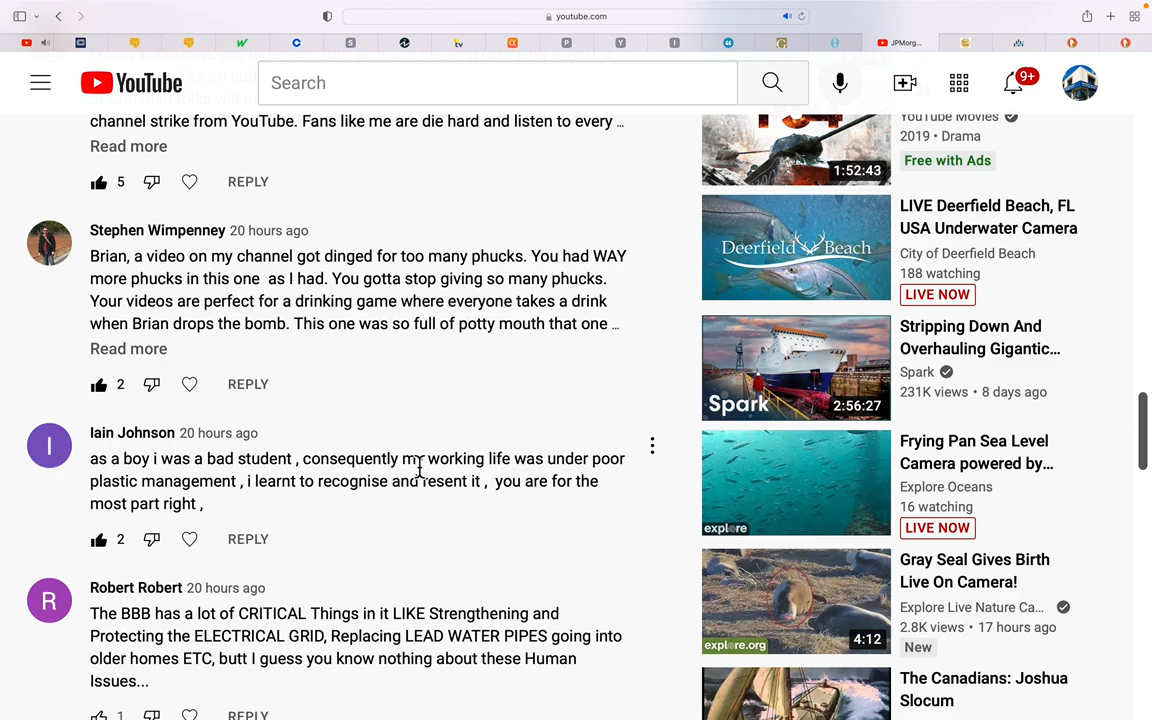 youtube.com
JPMorg...
YouTube
Search
9+
channel strike from YouTube. Fans like me are die hard and listen to every ...
Read more
5 REPLY
Stephen Wimpenney 20 hours ago
Brian, a video on my channel got dinged for too many phucks. You had WAY
more phucks in this one as I had. You gotta stop giving so many phucks.
Your videos are perfect for a drinking game where everyone takes a drink
when Brian drops the bomb. This one was so full of potty mouth that one ...
Read more
2 REPLY
I
Iain Johnson 20 hours ago
as a boy i was a bad student , consequently my working life was under poor
plastic management , i learnt to recognise and resent it , you are for the
most part right ,
2 REPLY
R
Robert Robert 20 hours ago
The BBB has a lot of CRITICAL Things in it LIKE Strengthening and
Protecting the ELECTRICAL GRID, Replacing LEAD WATER PIPES going into
older homes ETC, butt I guess you know nothing about these Human
Issues...
1 REPLY
YouTube Movies
2019 • Drama
Free with Ads
1:52:43
LIVE Deerfield Beach, FL
USA Underwater Camera
City of Deerfield Beach
188 watching
LIVE NOW
Deerfield Beach
Stripping Down And
Overhauling Gigantic...
Spark
231K views • 8 days ago
Spark
2:56:27
Frying Pan Sea Level
Camera powered by...
Explore Oceans
16 watching
LIVE NOW
explore
Gray Seal Gives Birth
Live On Camera!
Explore Live Nature Ca...
2.8K views • 17 hours ago
New
explore.org
4:12
The Canadians: Joshua
Slocum